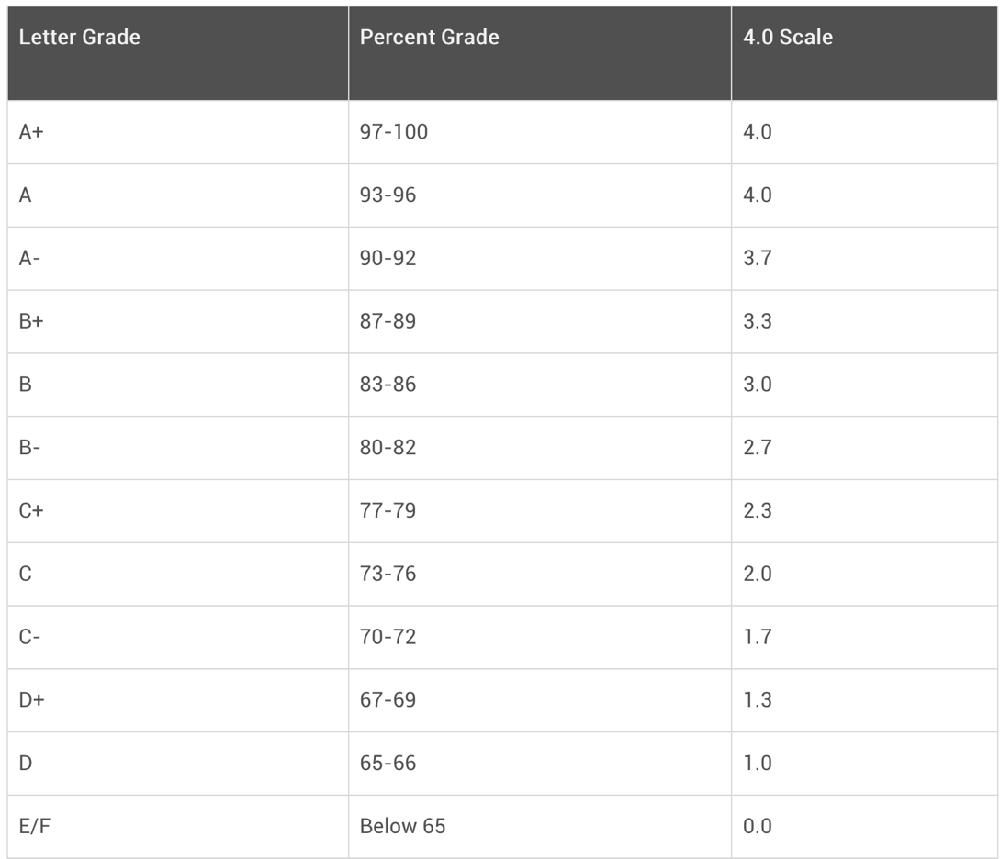 Letter Grade Percent Grade 4.0 Scale
A+ 97-100 4.0
A 93-96 4.0
A- 90-92 3.7
B+ 87-89 3.3
B 83-86 3.0
B- 80-82 2.7
C+ 77-79 2.3
C 73-76 2.0
C- 70-72 1.7
D+ 67-69 1.3
D 65-66 1.0
E/F Below 65 0.0